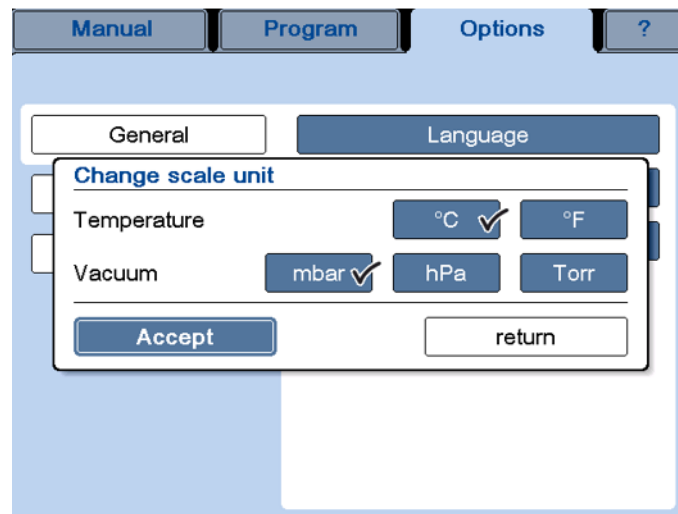 Manual Program Options ?
General Language
Change scale unit
Temperature °C °F
Vacuum mbar hPa Torr
Accept return